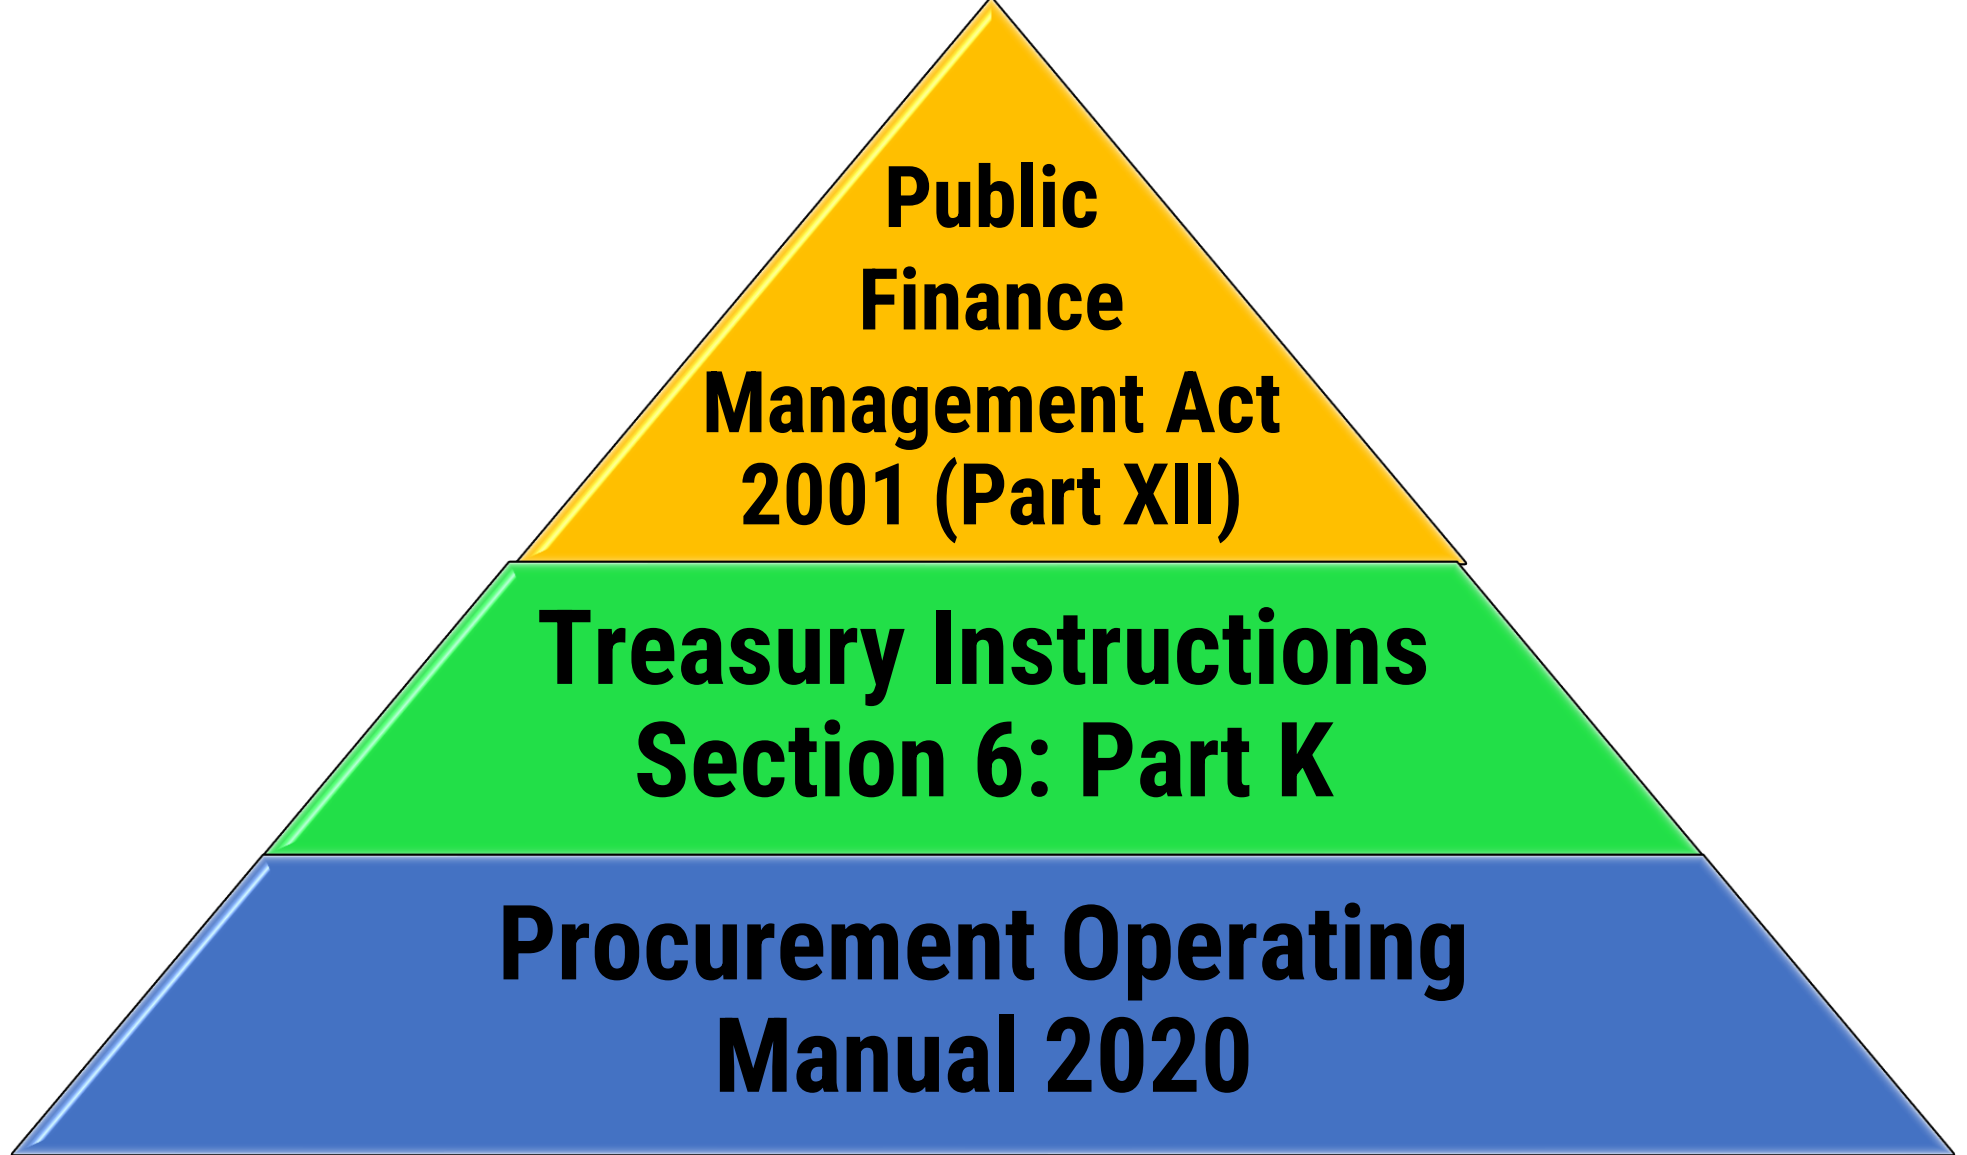 Public
Finance
Management Act
2001 (Part XII)
Treasury Instructions
Section 6: Part K
Procurement Operating
Manual 2020